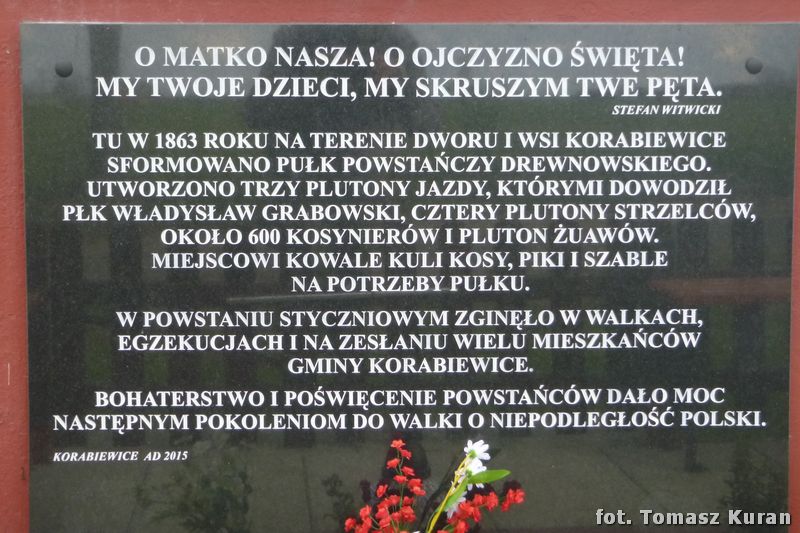 O MATKO NASZA! O OJCZYZNO ŚWIĘTA!
MY TWOJE DZIECI, MY SKRUSZYM TWE PĘTA.
STEFAN WITWICKI
TU W 1863 ROKU NA TERENIE DWORU I WSI KORABIEWICE
SFORMOWANO PUŁK POWSTAŃCZY DREWNOWSKIEGO.
UTWORZONO TRZY PLUTONY JAZDY, KTÓRYMI DOWODZIŁ
PŁK WŁADYSŁAW GRABOWSKI, CZTERY PLUTONY STRZELCÓW,
OKOŁO 600 KOSYNIERÓW I PLUTON ŻUAWÓW.
MIEJSCOWI KOWALE KULI KOSY, PIKI I SZABLE
NA POTRZEBY PUŁKU.
W POWSTANIU STYCZNIOWYM ZGINĘŁO W WALKACH,
EGZEKUCJACH I NA ZESŁANIU WIELU MIESZKAŃCÓW
GMINY KORABIEWICE.
BOHATERSTWO I POŚWIĘCENIE POWSTAŃCÓW DAŁO MOC
NASTĘPNYM POKOLENIOM DO WALKI O NIEPODLEGŁOŚĆ POLSKI.
KORABIEWICE AD 2015
fot. Tomasz Kuran